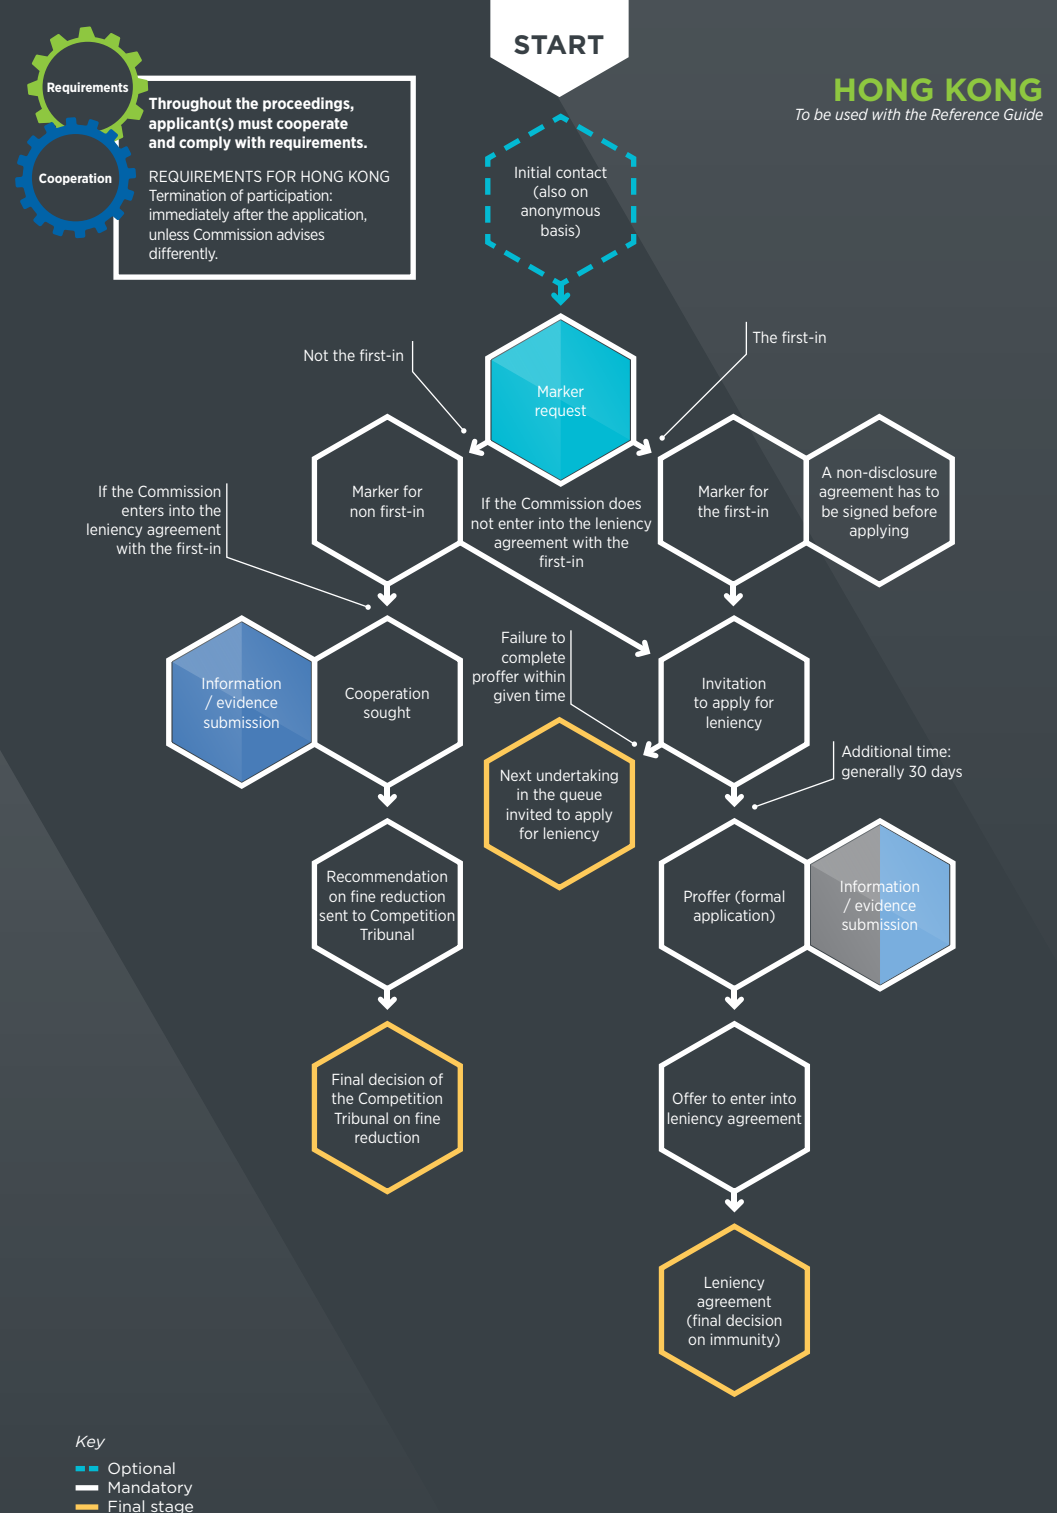 START
HONG KONG
To be used with the Reference Guide
Requirements
Cooperation
Throughout the proceedings,
applicant(s) must cooperate
and comply with requirements.
REQUIREMENTS FOR HONG KONG
Termination of participation:
immediately after the application,
unless Commission advises
differently.
Initial contact
(also on
anonymous
basis)
Not the first-in
The first-in
Marker
request
If the Commission
enters into the
leniency agreement
with the first-in
Marker for
non first-in
If the Commission does
not enter into the leniency
agreement with the
first-in
Marker for
the first-in
A non-disclosure
agreement has to
be signed before
applying
Information
/ evidence
submission
Cooperation
sought
Failure to
complete
proffer within
given time
Invitation
to apply for
leniency
Next undertaking
in the queue
invited to apply
for leniency
Additional time:
generally 30 days
Recommendation
on fine reduction
sent to Competition
Tribunal
Proffer (formal
application)
Information
/ evidence
submission
Final decision of
the Competition
Tribunal on fine
reduction
Offer to enter into
leniency agreement
Leniency
agreement
(final decision
on immunity)
Key
Optional
Mandatory
Final stage